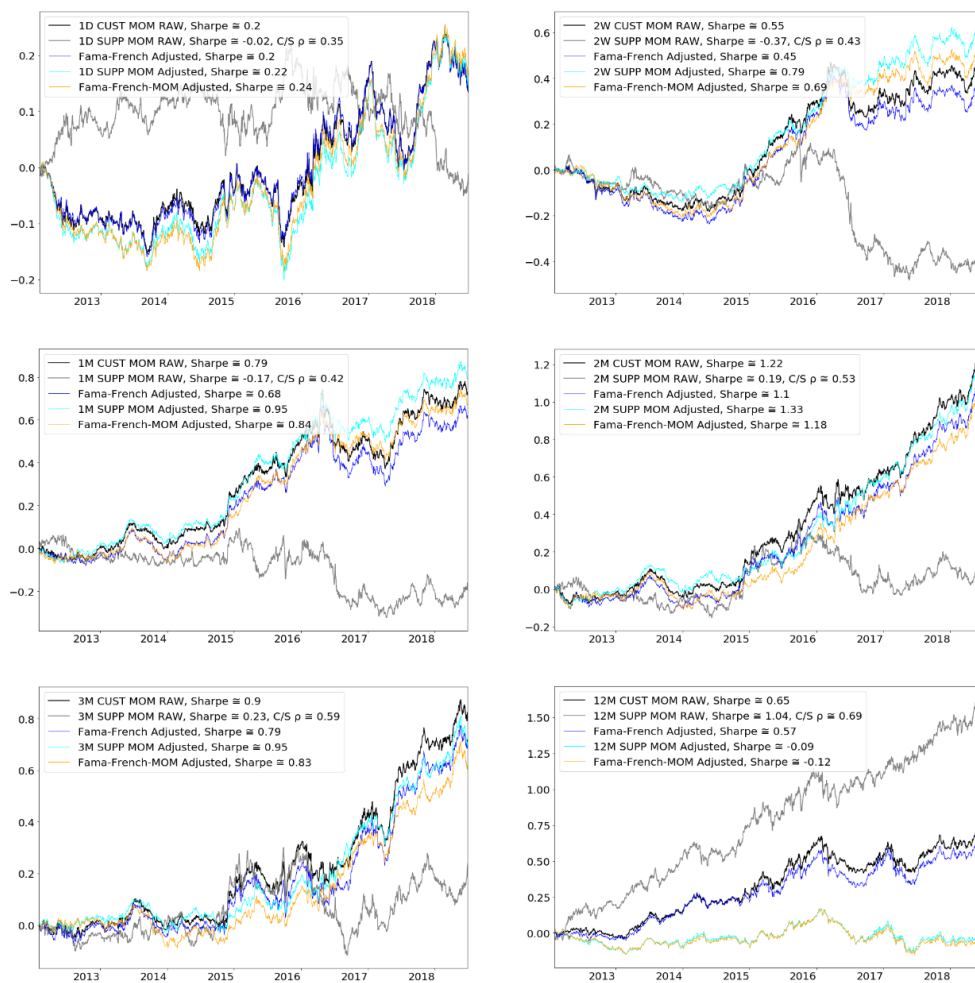 1D CUST MOM RAW, Sharpe ≅ 0.2
1D SUPP MOM RAW, Sharpe ≅ -0.02, C/S ρ ≅ 0.35
Fama-French Adjusted, Sharpe ≅ 0.2
1D SUPP MOM Adjusted, Sharpe ≅ 0.22
Fama-French-MOM Adjusted, Sharpe ≅ 0.24
0.2
0.1
0.0
−0.1
−0.2
2013 2014 2015 2016 2017 2018
2W CUST MOM RAW, Sharpe ≅ 0.55
2W SUPP MOM RAW, Sharpe ≅ -0.37, C/S ρ ≅ 0.43
Fama-French Adjusted, Sharpe ≅ 0.45
2W SUPP MOM Adjusted, Sharpe ≅ 0.79
Fama-French-MOM Adjusted, Sharpe ≅ 0.69
0.6
0.4
0.2
0.0
−0.2
−0.4
2013 2014 2015 2016 2017 2018
1M CUST MOM RAW, Sharpe ≅ 0.79
1M SUPP MOM RAW, Sharpe ≅ -0.17, C/S ρ ≅ 0.42
Fama-French Adjusted, Sharpe ≅ 0.68
1M SUPP MOM Adjusted, Sharpe ≅ 0.95
Fama-French-MOM Adjusted, Sharpe ≅ 0.84
0.8
0.6
0.4
0.2
0.0
−0.2
2013 2014 2015 2016 2017 2018
2M CUST MOM RAW, Sharpe ≅ 1.22
2M SUPP MOM RAW, Sharpe ≅ 0.19, C/S ρ ≅ 0.53
Fama-French Adjusted, Sharpe ≅ 1.1
2M SUPP MOM Adjusted, Sharpe ≅ 1.33
Fama-French-MOM Adjusted, Sharpe ≅ 1.18
1.2
1.0
0.8
0.6
0.4
0.2
0.0
−0.2
2013 2014 2015 2016 2017 2018
3M CUST MOM RAW, Sharpe ≅ 0.9
3M SUPP MOM RAW, Sharpe ≅ 0.23, C/S ρ ≅ 0.59
Fama-French Adjusted, Sharpe ≅ 0.79
3M SUPP MOM Adjusted, Sharpe ≅ 0.95
Fama-French-MOM Adjusted, Sharpe ≅ 0.83
0.8
0.6
0.4
0.2
0.0
2013 2014 2015 2016 2017 2018
12M CUST MOM RAW, Sharpe ≅ 0.65
12M SUPP MOM RAW, Sharpe ≅ 1.04, C/S ρ ≅ 0.69
Fama-French Adjusted, Sharpe ≅ 0.57
12M SUPP MOM Adjusted, Sharpe ≅ -0.09
Fama-French-MOM Adjusted, Sharpe ≅ -0.12
1.50
1.25
1.00
0.75
0.50
0.25
0.00
2013 2014 2015 2016 2017 2018